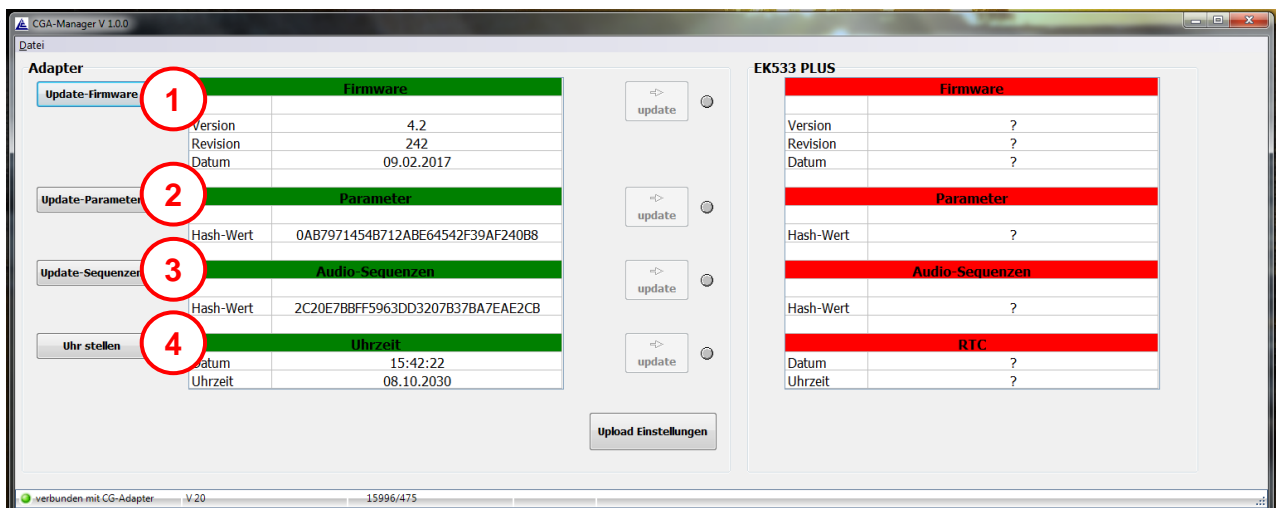 CGA-Manager V 1.0.0
Datei
Adapter
EK533 PLUS
Update-Firmware
1
Firmware
update
Firmware
Version 4.2
Version ?
Revision 242
Revision ?
Datum 09.02.2017
Datum ?
Update-Parameter
2
Parameter
update
Parameter
Hash-Wert 0AB7971454B712ABE64542F39AF240B8
Hash-Wert ?
Update-Sequenzen
3
Audio-Sequenzen
update
Audio-Sequenzen
Hash-Wert 2C20E7BBFF5963DD3207B37BA7EAE2CB
Hash-Wert ?
Uhr stellen
4
Uhrzeit
update
RTC
Datum 15:42:22
Datum ?
Uhrzeit 08.10.2030
Uhrzeit ?
Upload Einstellungen
verbunden mit CG-Adapter V 20 15996/475